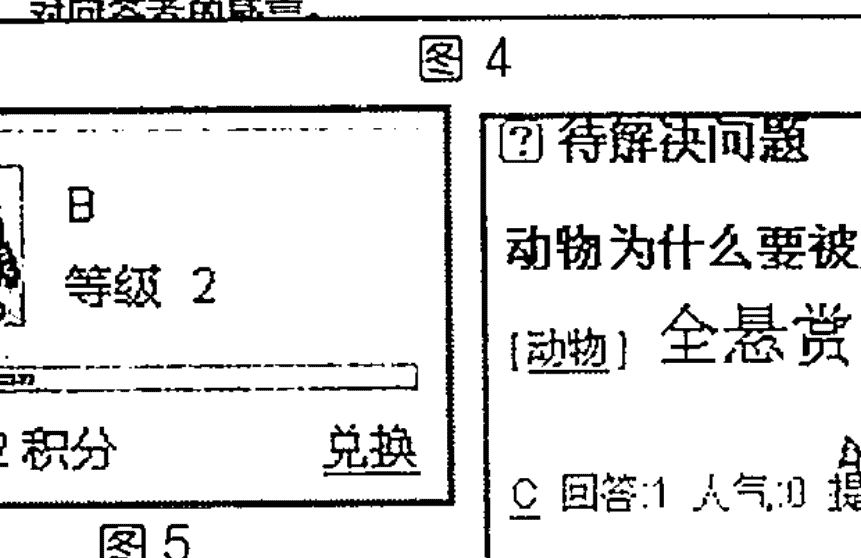 图 4
B
等级 2
积分 兑换
图 5
? 待解决问题
动物为什么要被
[动物] 全悬赏
C 回答:1 人气:0 提